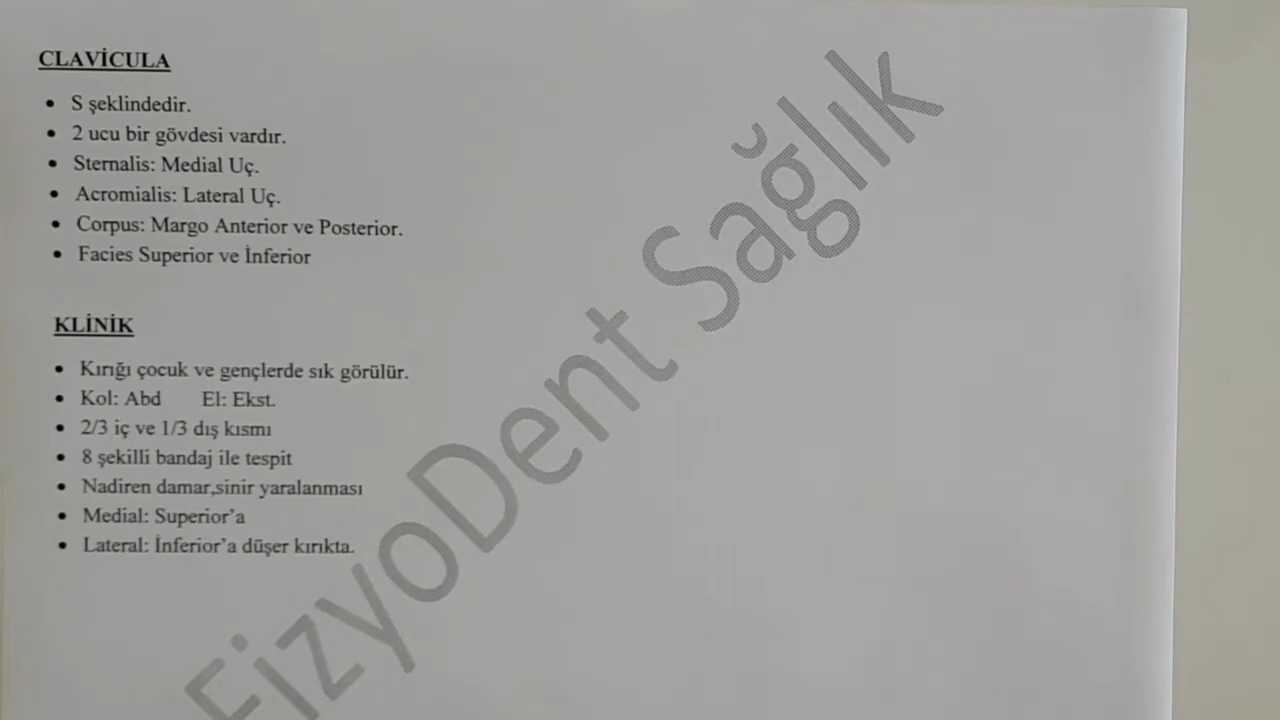 CLAVİCULA
• S şeklindedir.
• 2 ucu bir gövdesi vardır.
• Sternalis: Medial Uç.
• Acromialis: Lateral Uç.
• Corpus: Margo Anterior ve Posterior.
• Facies Superior ve İnferior
KLİNİK
• Kırığı çocuk ve gençlerde sık görülür.
• Kol: Abd El: Ekst.
• 2/3 iç ve 1/3 dış kısmı
• 8 şekilli bandaj ile tespit
• Nadiren damar,sinir yaralanması
• Medial: Superior’a
• Lateral: İnferior’a düşer kırıkta.
FizyoDent Sağlık